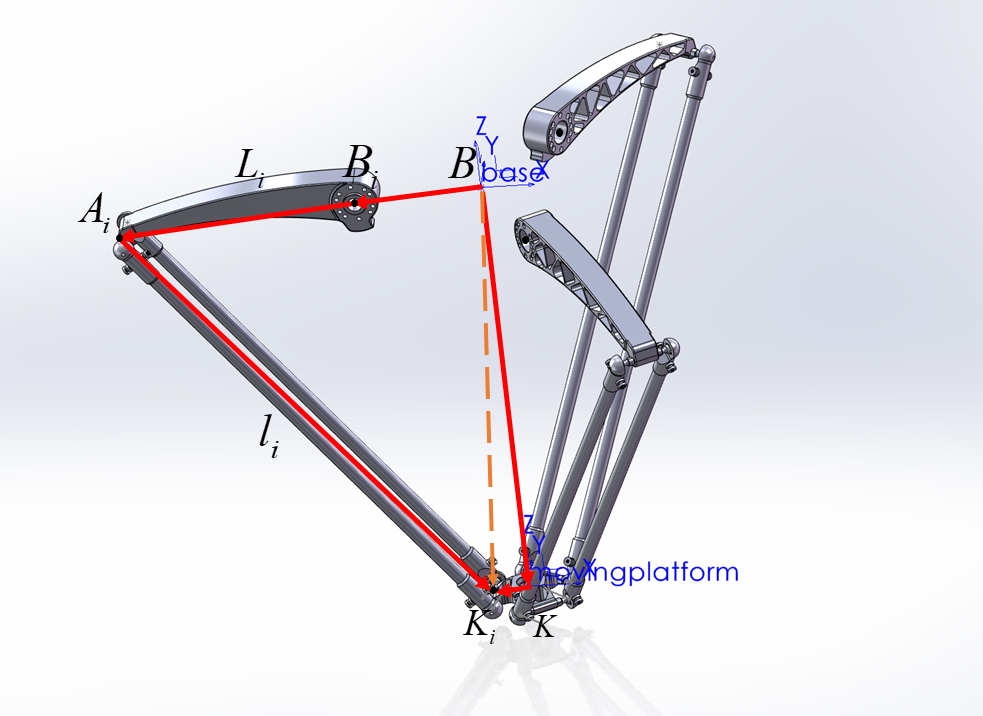 Z
Y
B
base
X
L_i
B_i
A_i
l_i
Z
Y
X
movingplatform
K_i
K